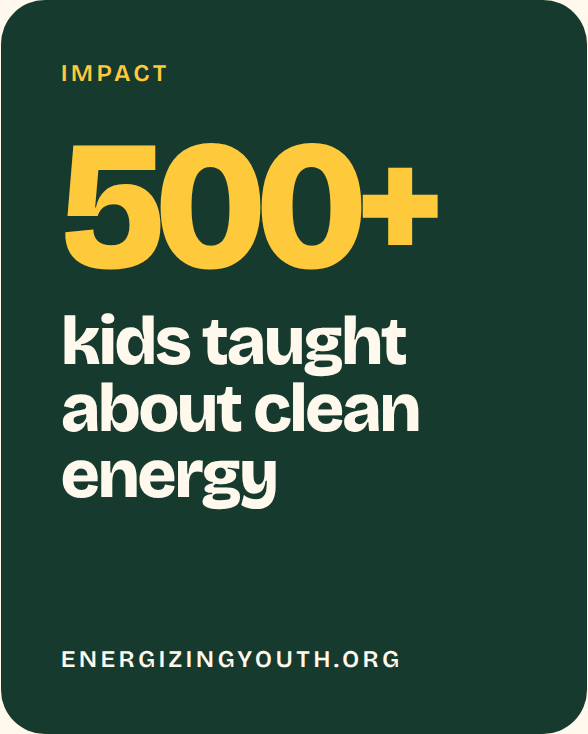 IMPACT
500+
kids taught
about clean
energy
ENERGIZINGYOUTH.ORG